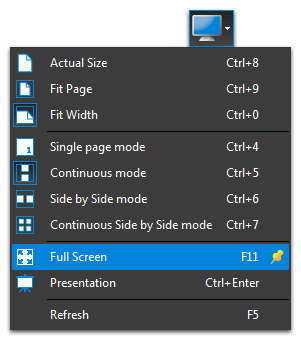 Actual Size Ctrl+8
Fit Page Ctrl+9
Fit Width Ctrl+0
1 Single page mode Ctrl+4
Continuous mode Ctrl+5
Side by Side mode Ctrl+6
Continuous Side by Side mode Ctrl+7
Full Screen F11
Presentation Ctrl+Enter
Refresh F5